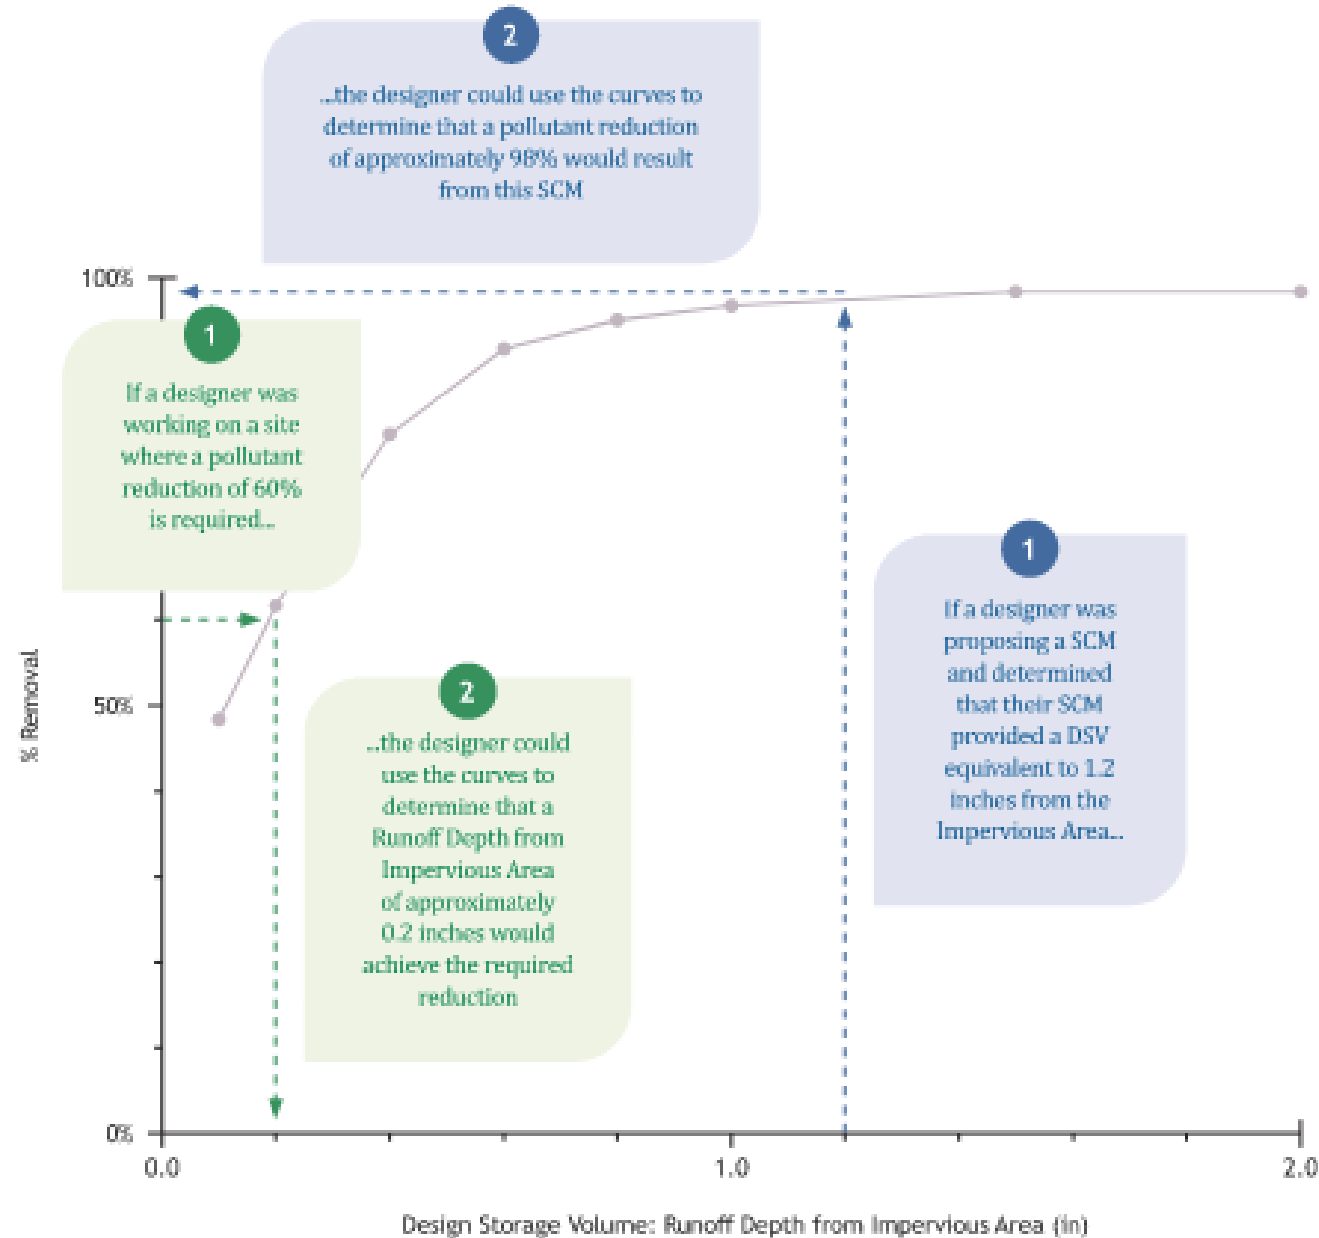 2
...the designer could use the curves to
determine that a pollutant reduction
of approximately 98% would result
from this SCM
100%
1
If a designer was
working on a site
where a pollutant
reduction of 60%
is required...
1
If a designer was
proposing a SCM
and determined
that their SCM
provided a DSV
equivalent to 1.2
inches from the
Impervious Area...
% Removal
50%
2
...the designer could
use the curves to
determine that a
Runoff Depth from
Impervious Area
of approximately
0.2 inches would
achieve the required
reduction
0%
0.0
1.0
2.0
Design Storage Volume: Runoff Depth from Impervious Area (in)